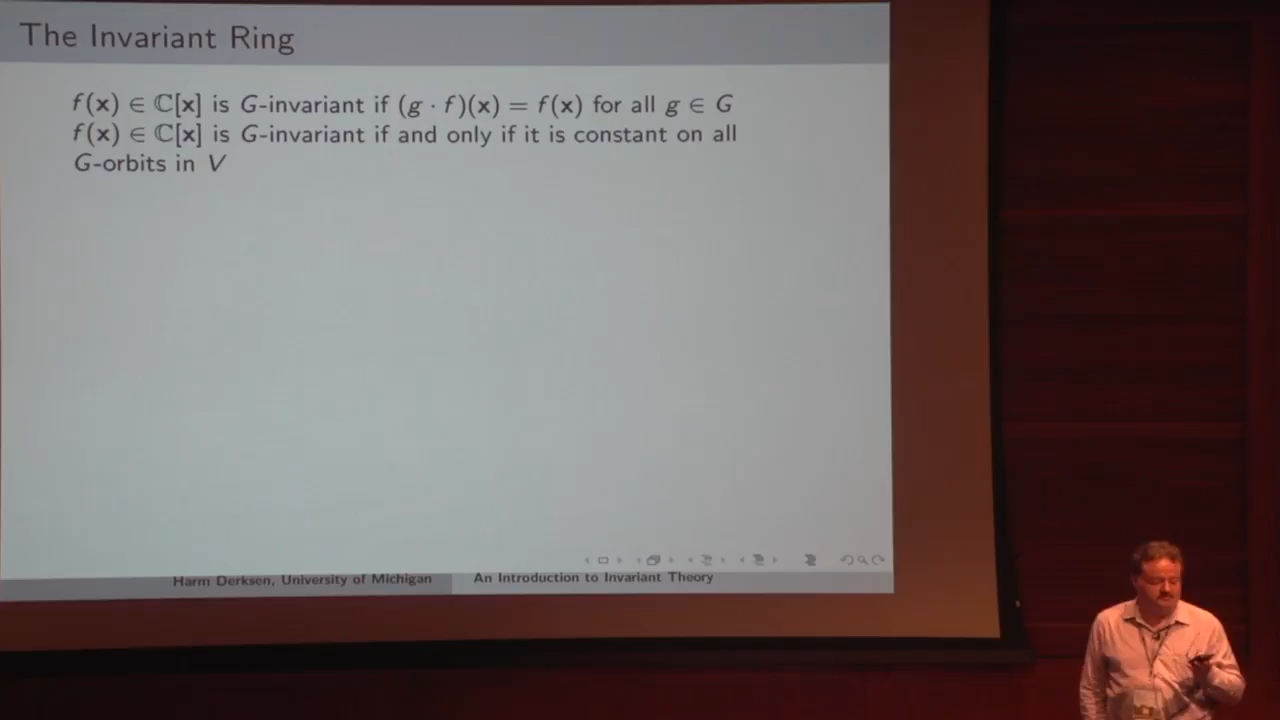 The Invariant Ring
f(x) ∈ ℂ[x] is G-invariant if (g · f)(x) = f(x) for all g ∈ G
f(x) ∈ ℂ[x] is G-invariant if and only if it is constant on all
G-orbits in V
Harm Derksen, University of Michigan
An Introduction to Invariant Theory